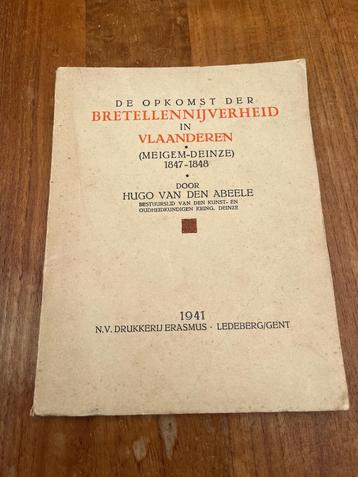 DE OPKOMST DER
BRETELLENNIJVERHEID
IN
VLAANDEREN
(MEIGEM-DEINZE)
1847-1848
DOOR
HUGO VAN DEN ABEELE
BESTUURSLID VAN DEN KUNST- EN
OUDHEIDKUNDIGEN KRING, DEINZE
1941
N.V. DRUKKERIJ ERASMUS · LEDEBERG/GENT